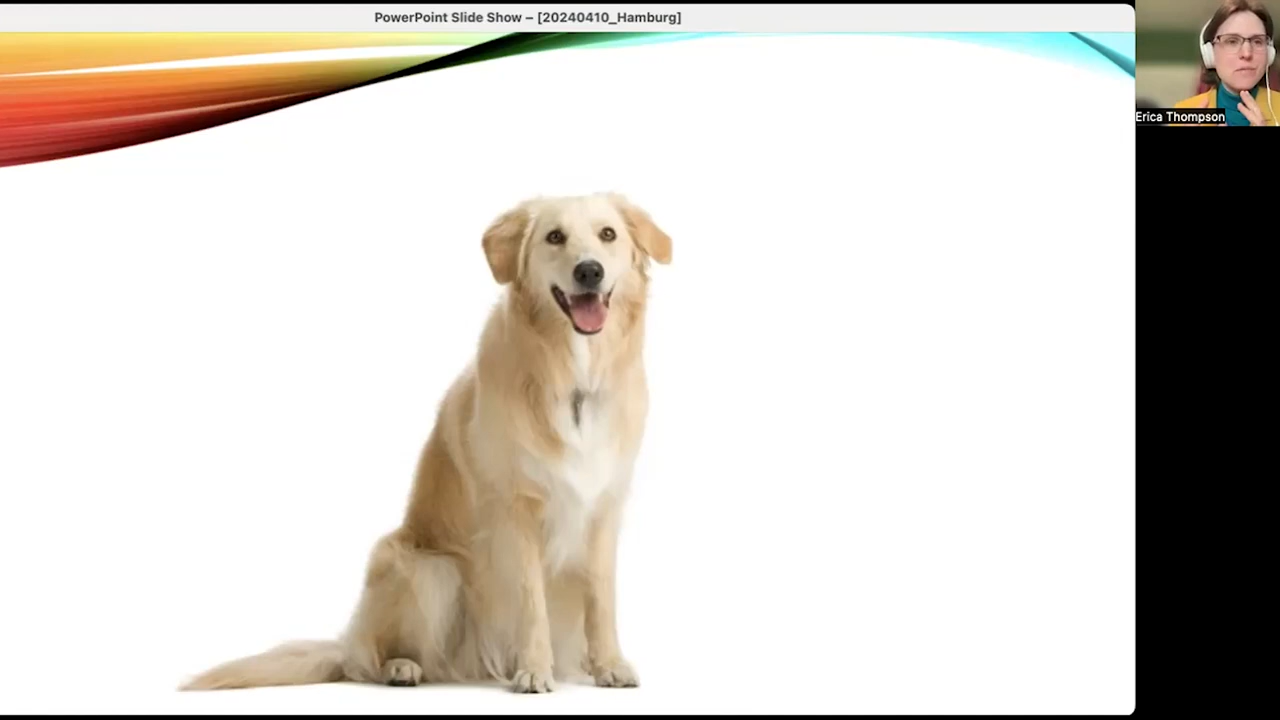 PowerPoint Slide Show – [20240410_Hamburg]
Erica Thompson